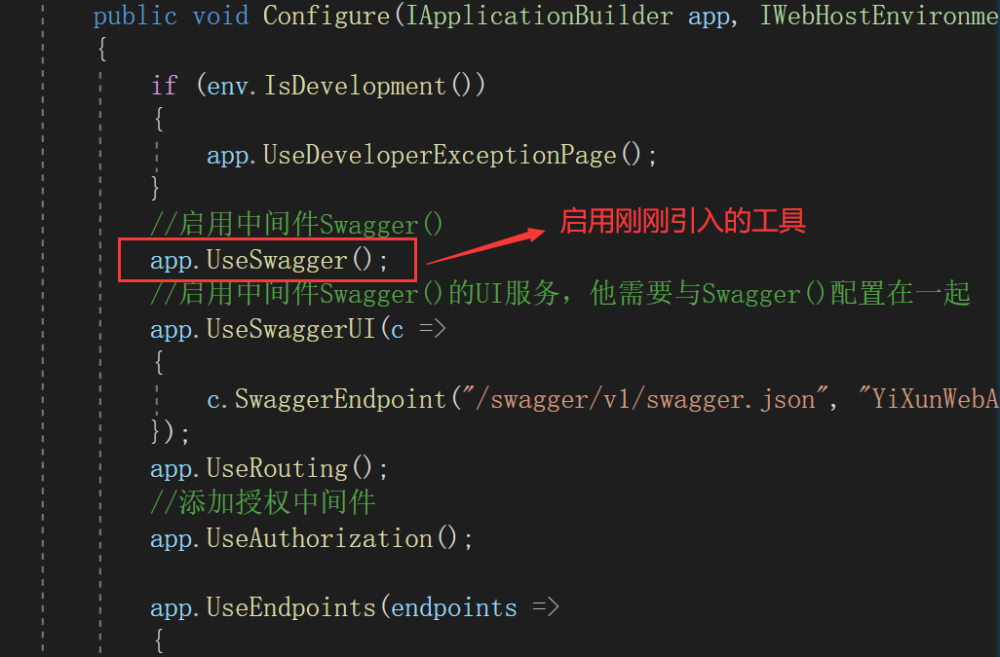 public void Configure(IApplicationBuilder app, IWebHostEnvironme
{
if (env.IsDevelopment())
{
app.UseDeveloperExceptionPage();
}
//启用中间件Swagger()
启用刚刚引入的工具
app.UseSwagger();
//启用中间件Swagger()的UI服务，他需要与Swagger()配置在一起
app.UseSwaggerUI(c =>
{
c.SwaggerEndpoint("/swagger/v1/swagger.json", "YiXunWebA
});
app.UseRouting();
//添加授权中间件
app.UseAuthorization();
app.UseEndpoints(endpoints =>
{